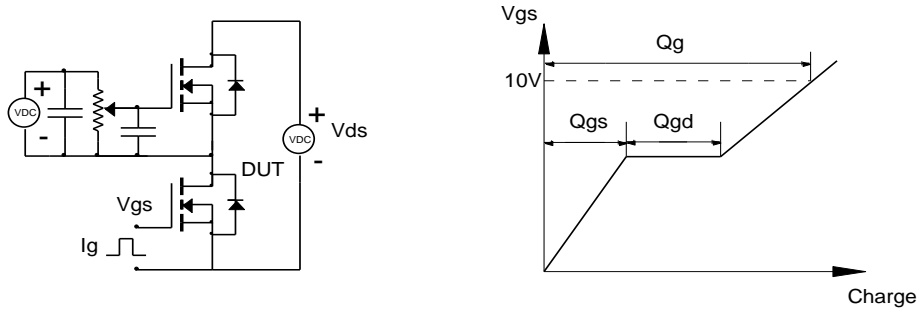 +
VDC
-
+
VDC
-
Vds
DUT
Vgs
Ig
Vgs
Qg
10V
Qgs
Qgd
Charge